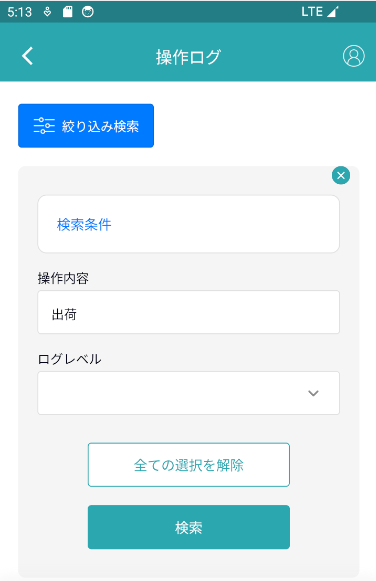 5:13 LTE
操作ログ
絞り込み検索
検索条件
操作内容
出荷
ログレベル
全ての選択を解除
検索